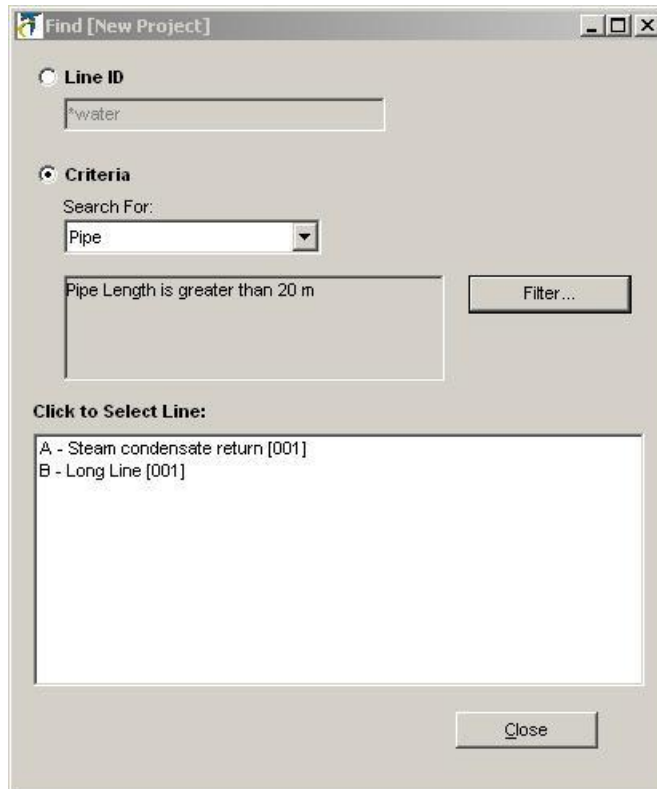 Find [New Project]
Line ID
*water
Criteria
Search For:
Pipe
Pipe Length is greater than 20 m
Filter...
Click to Select Line:
A - Steam condensate return [001]
B - Long Line [001]
Close